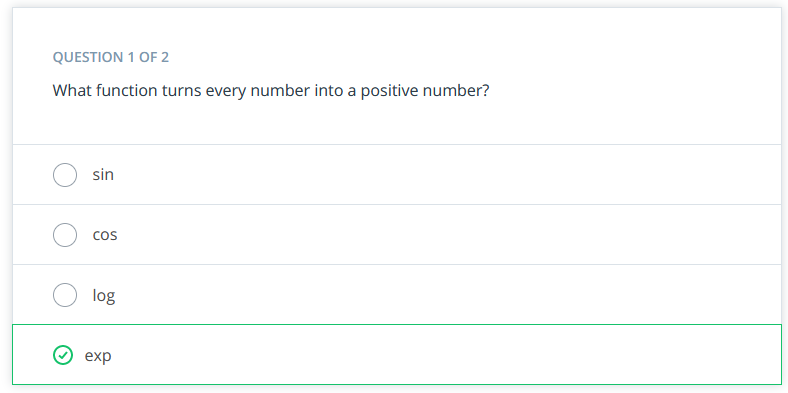 QUESTION 1 OF 2
What function turns every number into a positive number?
sin
cos
log
exp